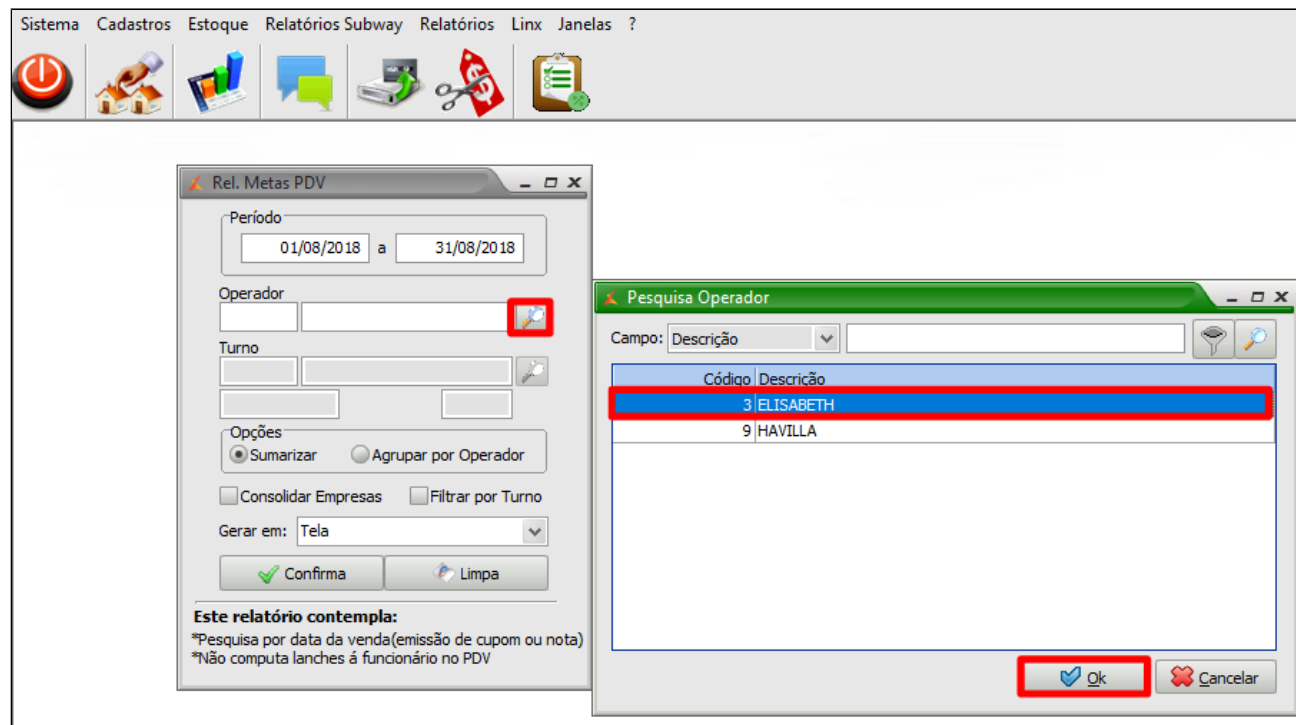 Sistema Cadastros Estoque Relatórios Subway Relatórios Linx Janelas ?
Rel. Metas PDV
Período
01/08/2018 a 31/08/2018
Operador
Turno
Opções
Sumarizar Agrupar por Operador
Consolidar Empresas Filtrar por Turno
Gerar em: Tela
Confirma Limpa
Este relatório contempla:
*Pesquisa por data da venda(emissão de cupom ou nota)
*Não computa lanches á funcionário no PDV
Pesquisa Operador
Campo: Descrição
Código Descrição
3 ELISABETH
9 HAVILLA
Ok Cancelar